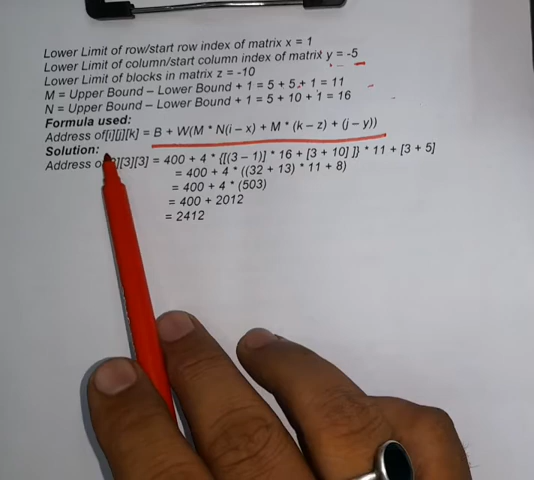 Lower Limit of row/start row index of matrix x = 1
Lower Limit of column/start column index of matrix y = -5
Lower Limit of blocks in matrix z = -10
M = Upper Bound – Lower Bound + 1 = 5 + 5 + 1 = 11
N = Upper Bound – Lower Bound + 1 = 5 + 10 + 1 = 16
Formula used:
Address of[i][j][k] = B + W(M * N(i – x) + M * (k – z) + (j – y))
Solution:
Address of [3][3] = 400 + 4 * {[(3 – 1)] * 16 + [3 + 10] ]} * 11 + [3 + 5]
= 400 + 4 * ((32 + 13) * 11 + 8)
= 400 + 4 * (503)
= 400 + 2012
= 2412